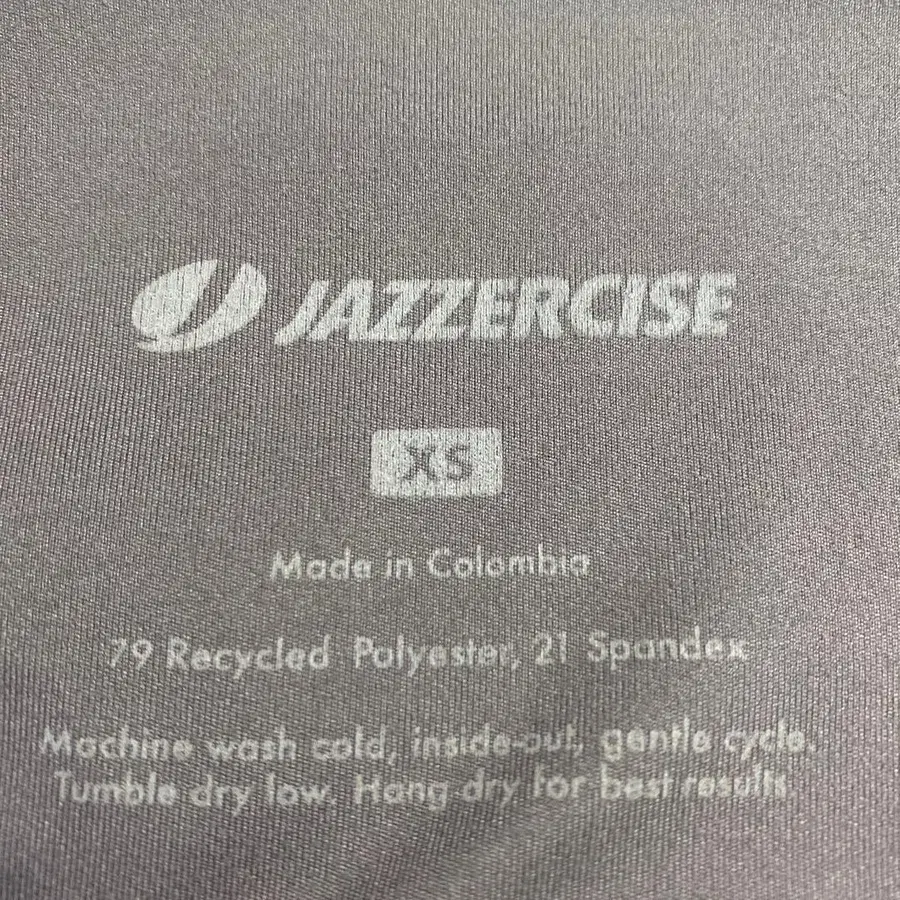 JAZZERCISE
XS
Made in Colombia
79 Recycled Polyester, 21 Spandex
Machine wash cold, inside-out, gentle cycle.
Tumble dry low. Hang dry for best results